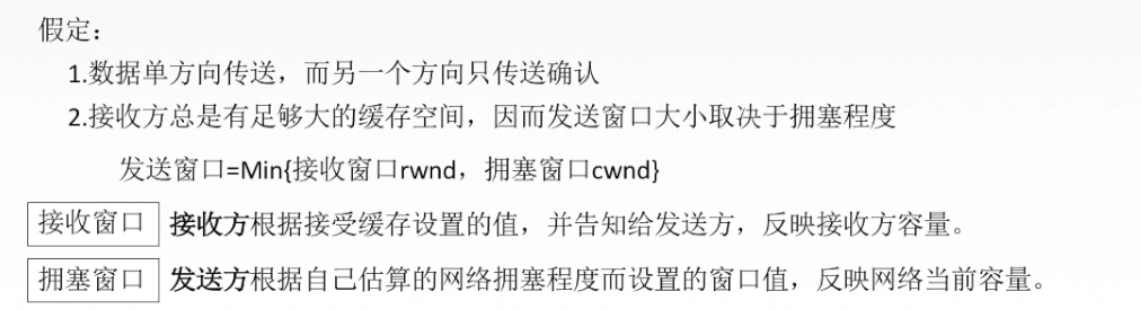 假定：
1.数据单方向传送，而另一个方向只传送确认
2.接收方总是有足够大的缓存空间，因而发送窗口大小取决于拥塞程度
发送窗口=Min{接收窗口rwnd，拥塞窗口cwnd}
接收窗口 接收方根据接受缓存设置的值，并告知给发送方，反映接收方容量。
拥塞窗口 发送方根据自己估算的网络拥塞程度而设置的窗口值，反映网络当前容量。